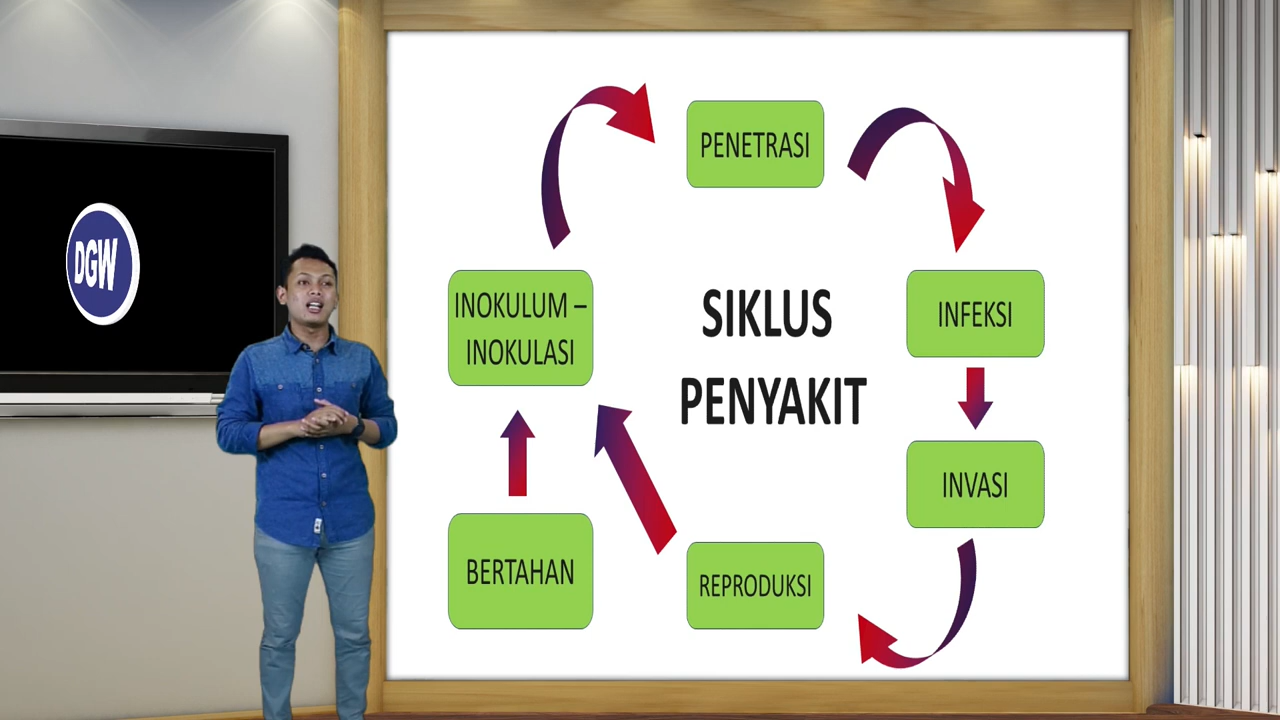 DGW
PENETRASI
INOKULUM –
INOKULASI
SIKLUS
PENYAKIT
INFEKSI
INVASI
BERTAHAN
REPRODUKSI